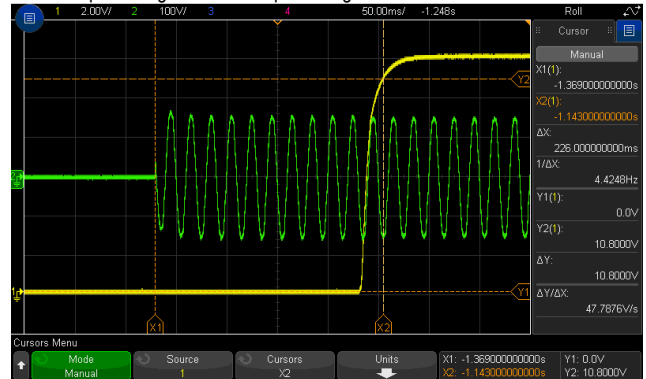 1 2.00V/ 2 100V/ 3 4 50.00ms/ -1.248s Roll
Cursor
Manual
X1(1):
-1.369000000000s
X2(1):
-1.143000000000s
ΔX:
226.00000000ms
1/ΔX:
4.4248Hz
Y1(1):
0.0V
Y2(1):
10.8000V
ΔY:
10.8000V
ΔY/ΔX:
47.7876V/s
Y2
Y1
X1
X2
Cursors Menu
Mode
Manual
Source
1
Cursors
X2
Units
X1: -1.369000000000s
X2: -1.143000000000s
Y1: 0.0V
Y2: 10.8000V